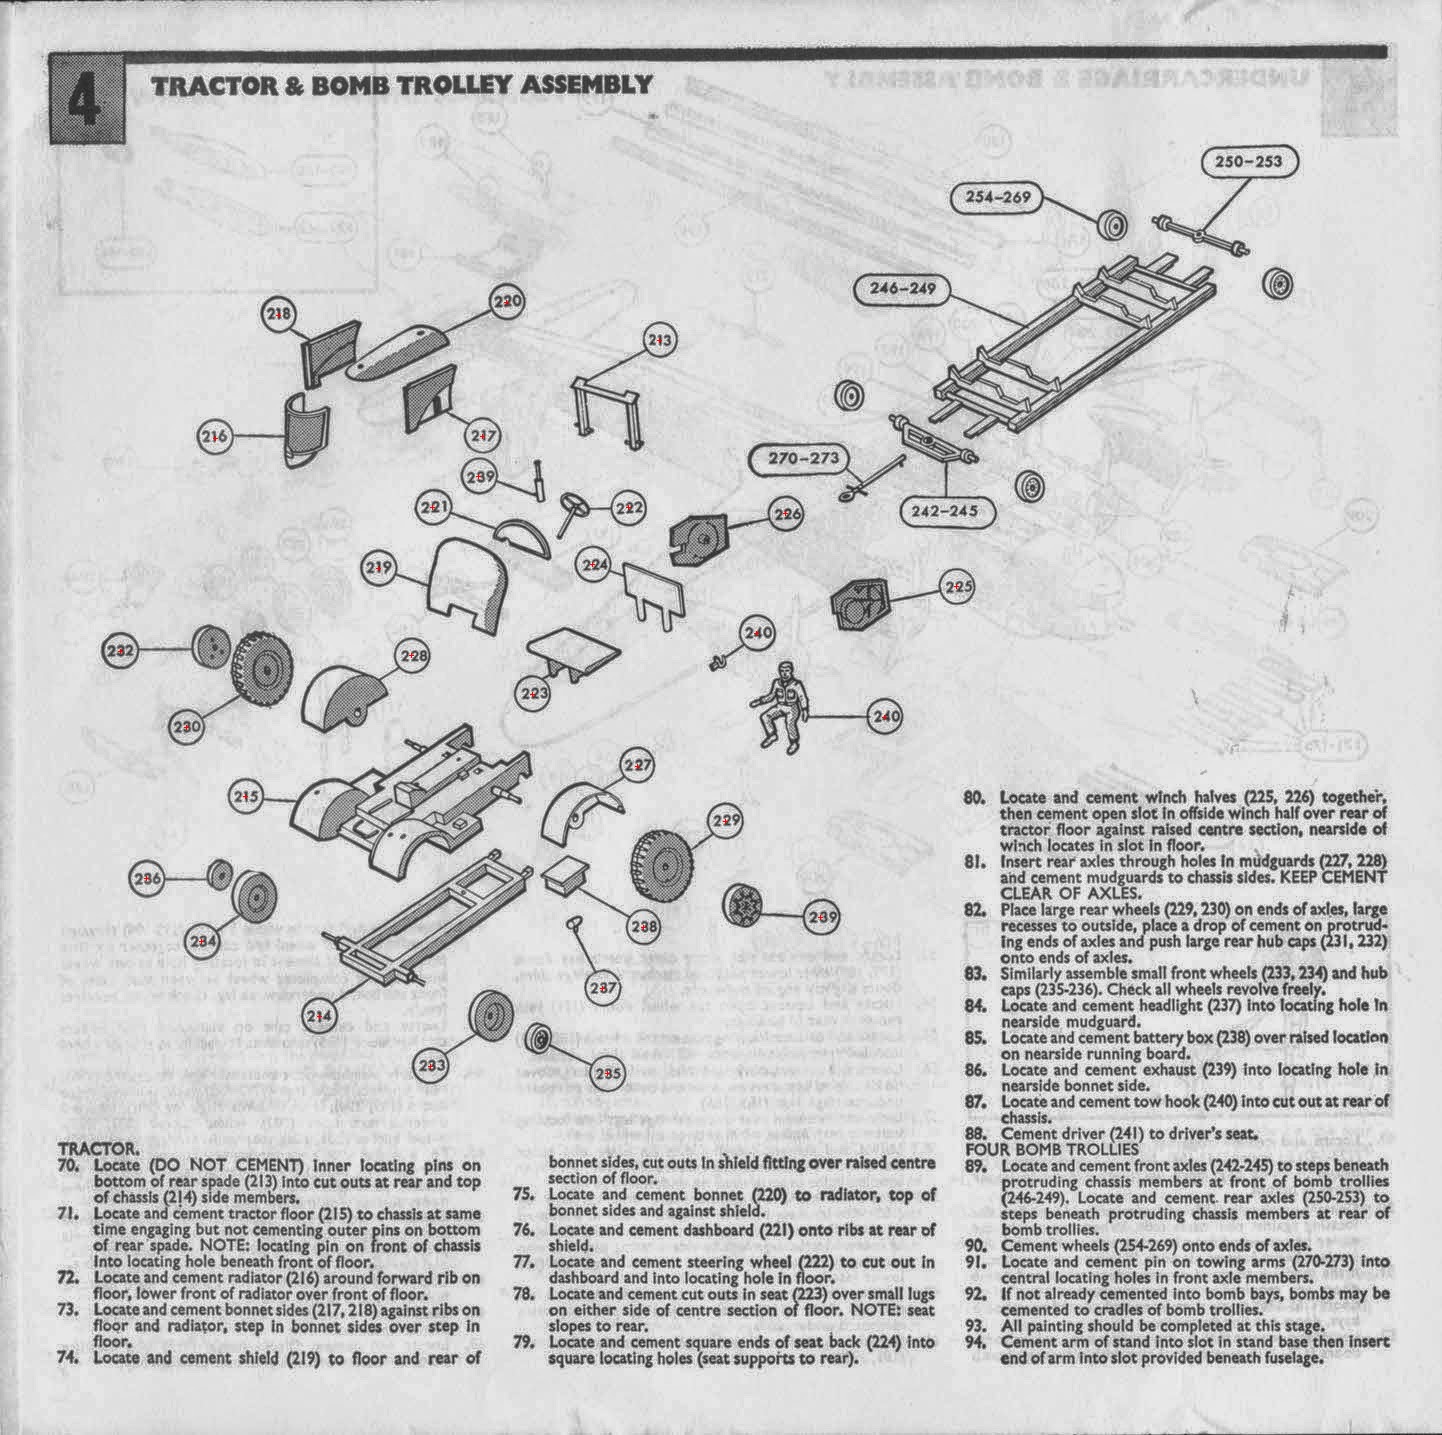 4
TRACTOR & BOMB TROLLEY ASSEMBLY
250-253
254-269
246-249
218
220
213
216
217
270-273
242-245
239
221
222
226
219
224
225
232
228
240
223
230
240
215
227
229
236
234
238
239
237
214
233
235
TRACTOR.
70. Locate (DO NOT CEMENT) inner locating pins on
bottom of rear spade (213) into cut outs at rear and top
of chassis (214) side members.
71. Locate and cement tractor floor (215) to chassis at same
time engaging but not cementing outer pins on bottom
of rear spade. NOTE: locating pin on front of chassis
into locating hole beneath front of floor.
72. Locate and cement radiator (216) around forward rib on
floor, lower front of radiator over front of floor.
73. Locate and cement bonnet sides (217, 218) against ribs on
floor and radiator, step in bonnet sides over step in
floor.
74. Locate and cement shield (219) to floor and rear of
bonnet sides, cut outs in shield fitting over raised centre
section of floor.
75. Locate and cement bonnet (220) to radiator, top of
bonnet sides and against shield.
76. Locate and cement dashboard (221) onto ribs at rear of
shield.
77. Locate and cement steering wheel (222) to cut out in
dashboard and into locating hole in floor.
78. Locate and cement cut outs in seat (223) over small lugs
on either side of centre section of floor. NOTE: seat
slopes to rear.
79. Locate and cement square ends of seat back (224) into
square locating holes (seat supports to rear).
80. Locate and cement winch halves (225, 226) together,
then cement open slot in offside winch half over rear of
tractor floor against raised centre section, nearside of
winch locates in slot in floor.
81. Insert rear axles through holes in mudguards (227, 228)
and cement mudguards to chassis sides. KEEP CEMENT
CLEAR OF AXLES.
82. Place large rear wheels (229, 230) on ends of axles, large
recesses to outside, place a drop of cement on protrud-
ing ends of axles and push large rear hub caps (231, 232)
onto ends of axles.
83. Similarly assemble small front wheels (233, 234) and hub
caps (235-236). Check all wheels revolve freely.
84. Locate and cement headlight (237) into locating hole in
nearside mudguard.
85. Locate and cement battery box (238) over raised location
on nearside running board.
86. Locate and cement exhaust (239) into locating hole in
nearside bonnet side.
87. Locate and cement tow hook (240) into cut out at rear of
chassis.
88. Cement driver (241) to driver's seat.
FOUR BOMB TROLLIES
89. Locate and cement front axles (242-245) to steps beneath
protruding chassis members at front of bomb trollies
(246-249). Locate and cement rear axles (250-253) to
steps beneath protruding chassis members at rear of
bomb trollies.
90. Cement wheels (254-269) onto ends of axles.
91. Locate and cement pin on towing arms (270-273) into
central locating holes in front axle members.
92. If not already cemented into bomb bays, bombs may be
cemented to cradles of bomb trollies.
93. All painting should be completed at this stage.
94. Cement arm of stand into slot in stand base then insert
end of arm into slot provided beneath fuselage.